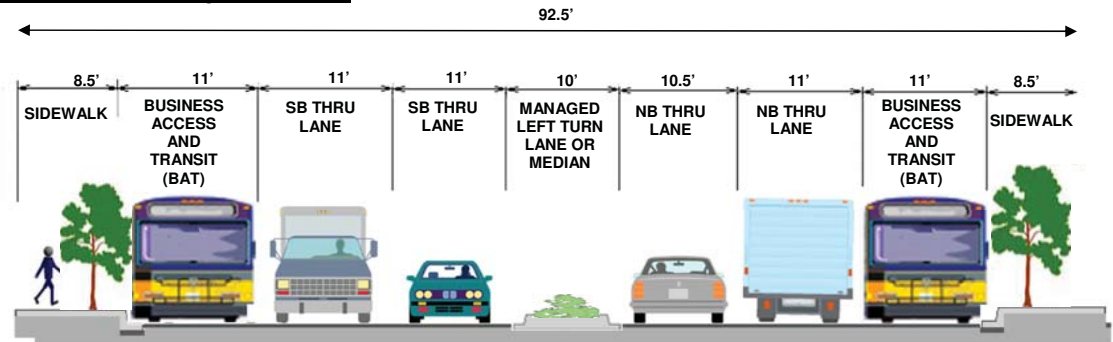 92.5'
8.5'
11'
11'
11'
10'
10.5'
11'
11'
8.5'
SIDEWALK
BUSINESS
ACCESS
AND
TRANSIT
(BAT)
SB THRU
LANE
SB THRU
LANE
MANAGED
LEFT TURN
LANE OR
MEDIAN
NB THRU
LANE
NB THRU
LANE
BUSINESS
ACCESS
AND
TRANSIT
(BAT)
SIDEWALK